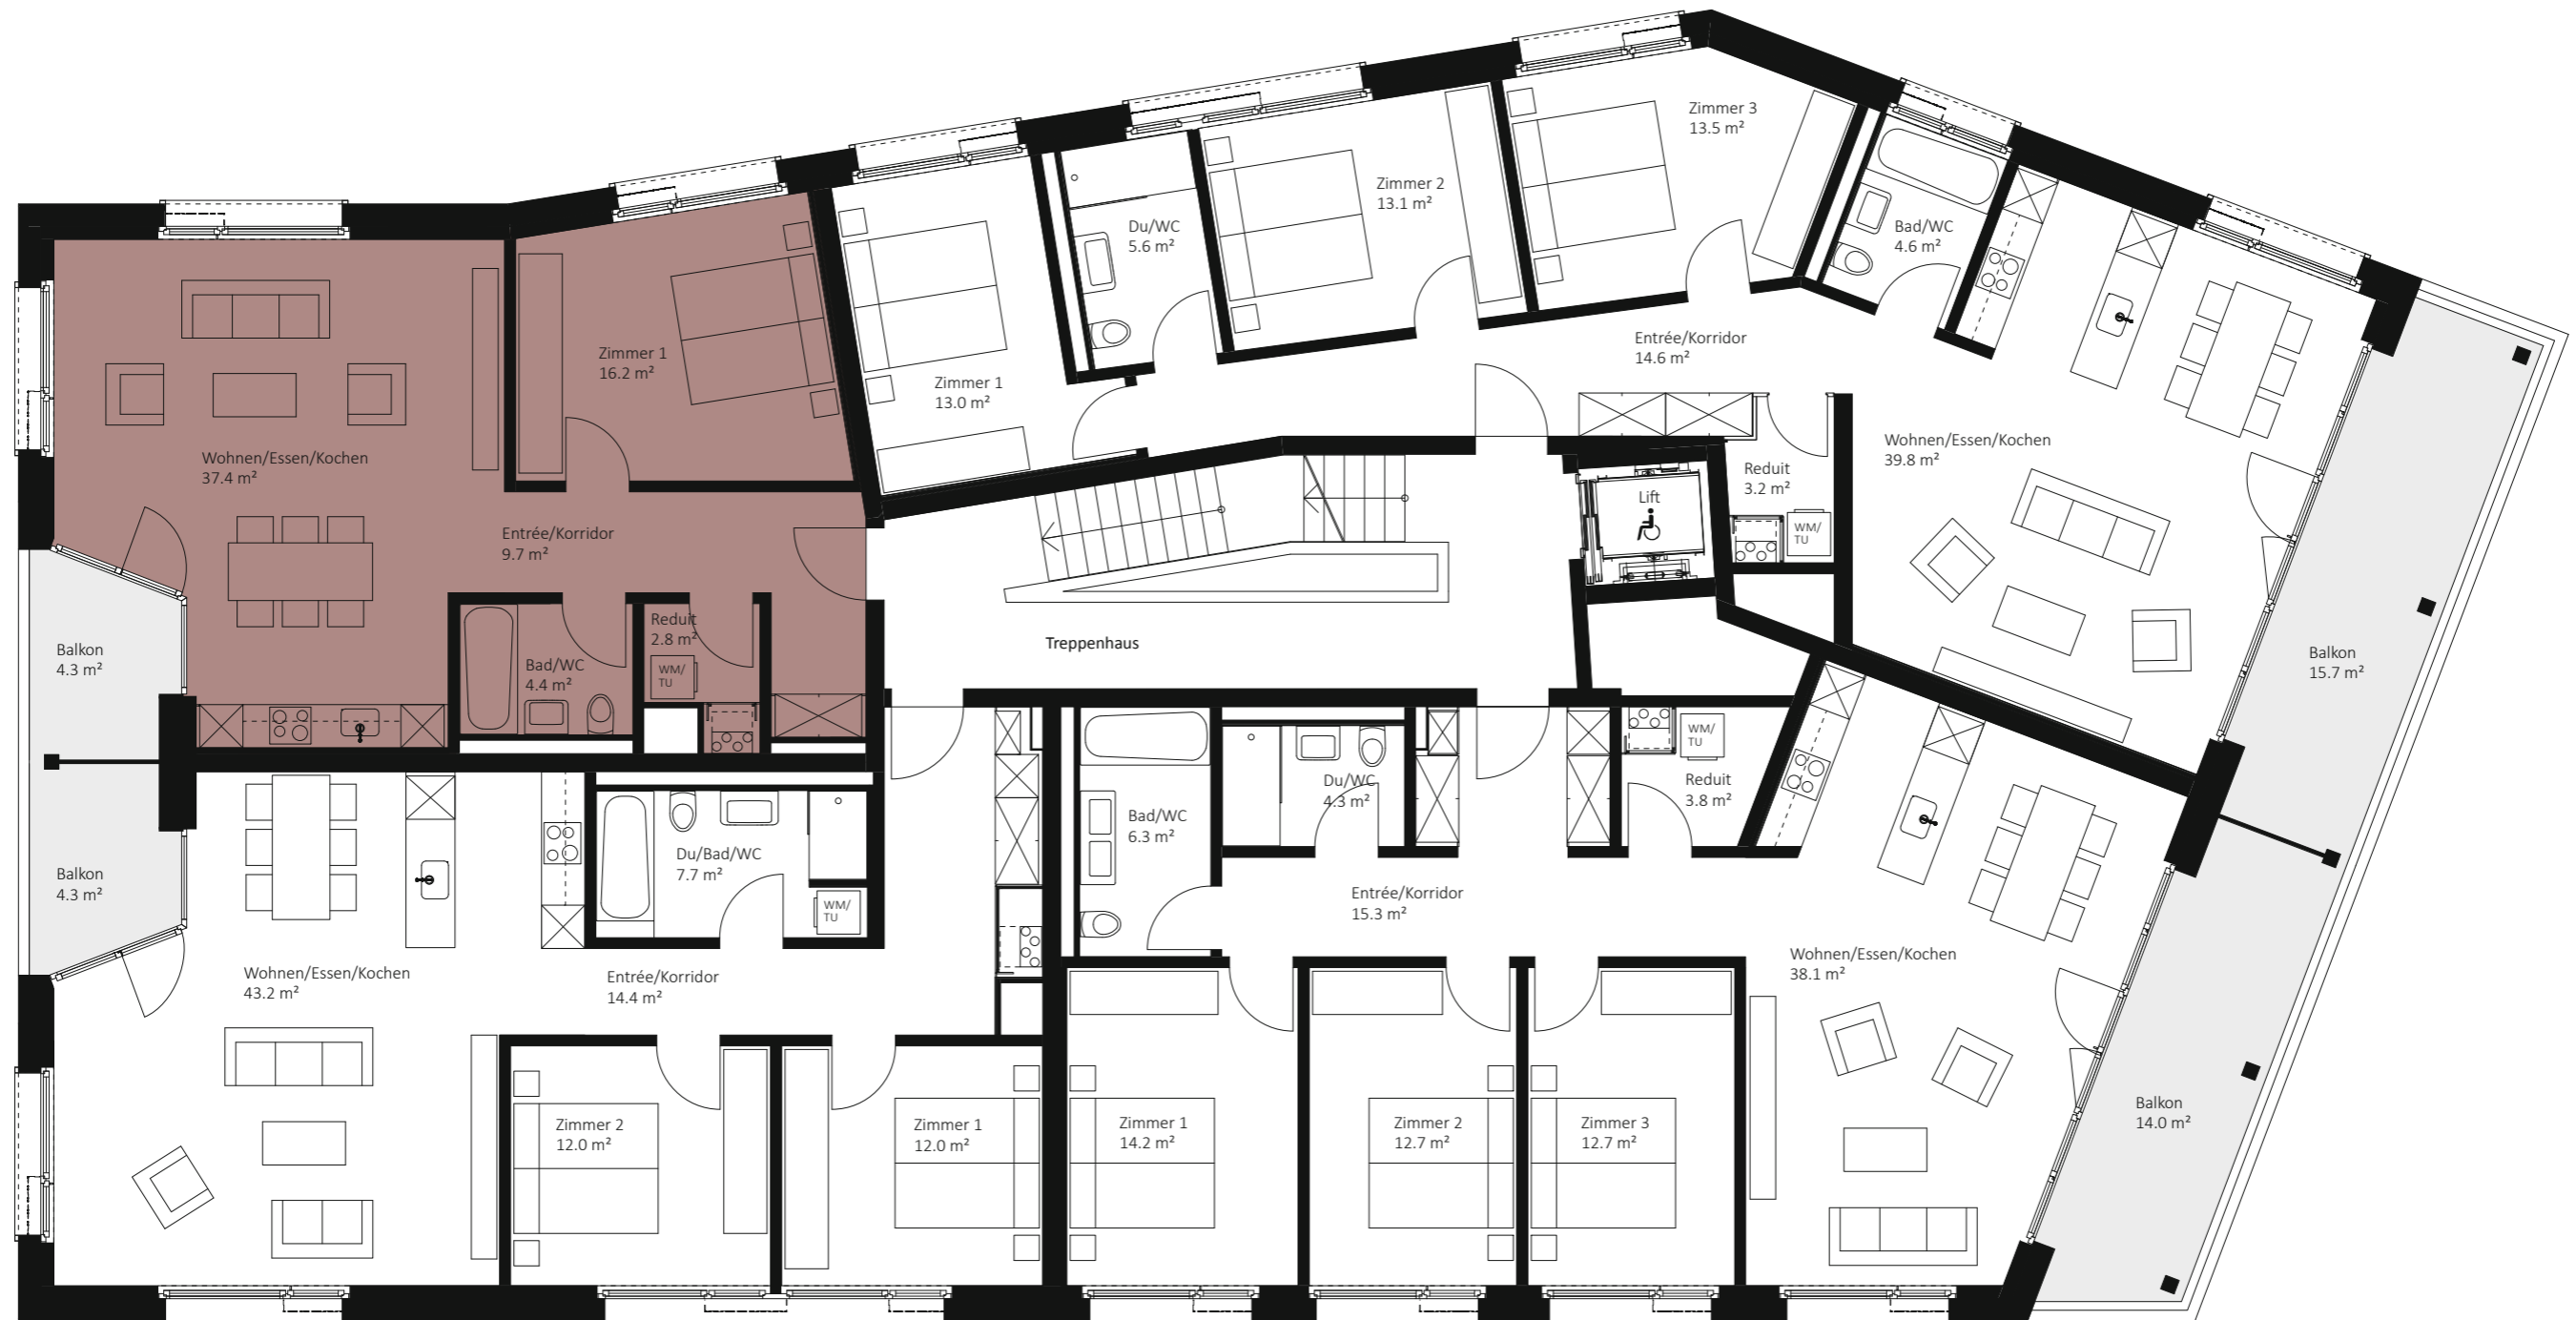 Zimmer 3
13.5 m²
Zimmer 2
13.1 m²
Du/WC
5.6 m²
Bad/WC
4.6 m²
Zimmer 1
16.2 m²
Zimmer 1
13.0 m²
Entrée/Korridor
14.6 m²
Wohnen/Essen/Kochen
37.4 m²
Wohnen/Essen/Kochen
39.8 m²
Reduit
3.2 m²
WM/
TU
Lift
Entrée/Korridor
9.7 m²
Reduit
2.8 m²
WM/
TU
Bad/WC
4.4 m²
Treppenhaus
Balkon
4.3 m²
Balkon
15.7 m²
Balkon
4.3 m²
Du/Bad/WC
7.7 m²
WM/
TU
Bad/WC
6.3 m²
Du/WC
4.3 m²
WM/
TU
Reduit
3.8 m²
Entrée/Korridor
15.3 m²
Wohnen/Essen/Kochen
43.2 m²
Entrée/Korridor
14.4 m²
Wohnen/Essen/Kochen
38.1 m²
Zimmer 2
12.0 m²
Zimmer 1
12.0 m²
Zimmer 1
14.2 m²
Zimmer 2
12.7 m²
Zimmer 3
12.7 m²
Balkon
14.0 m²